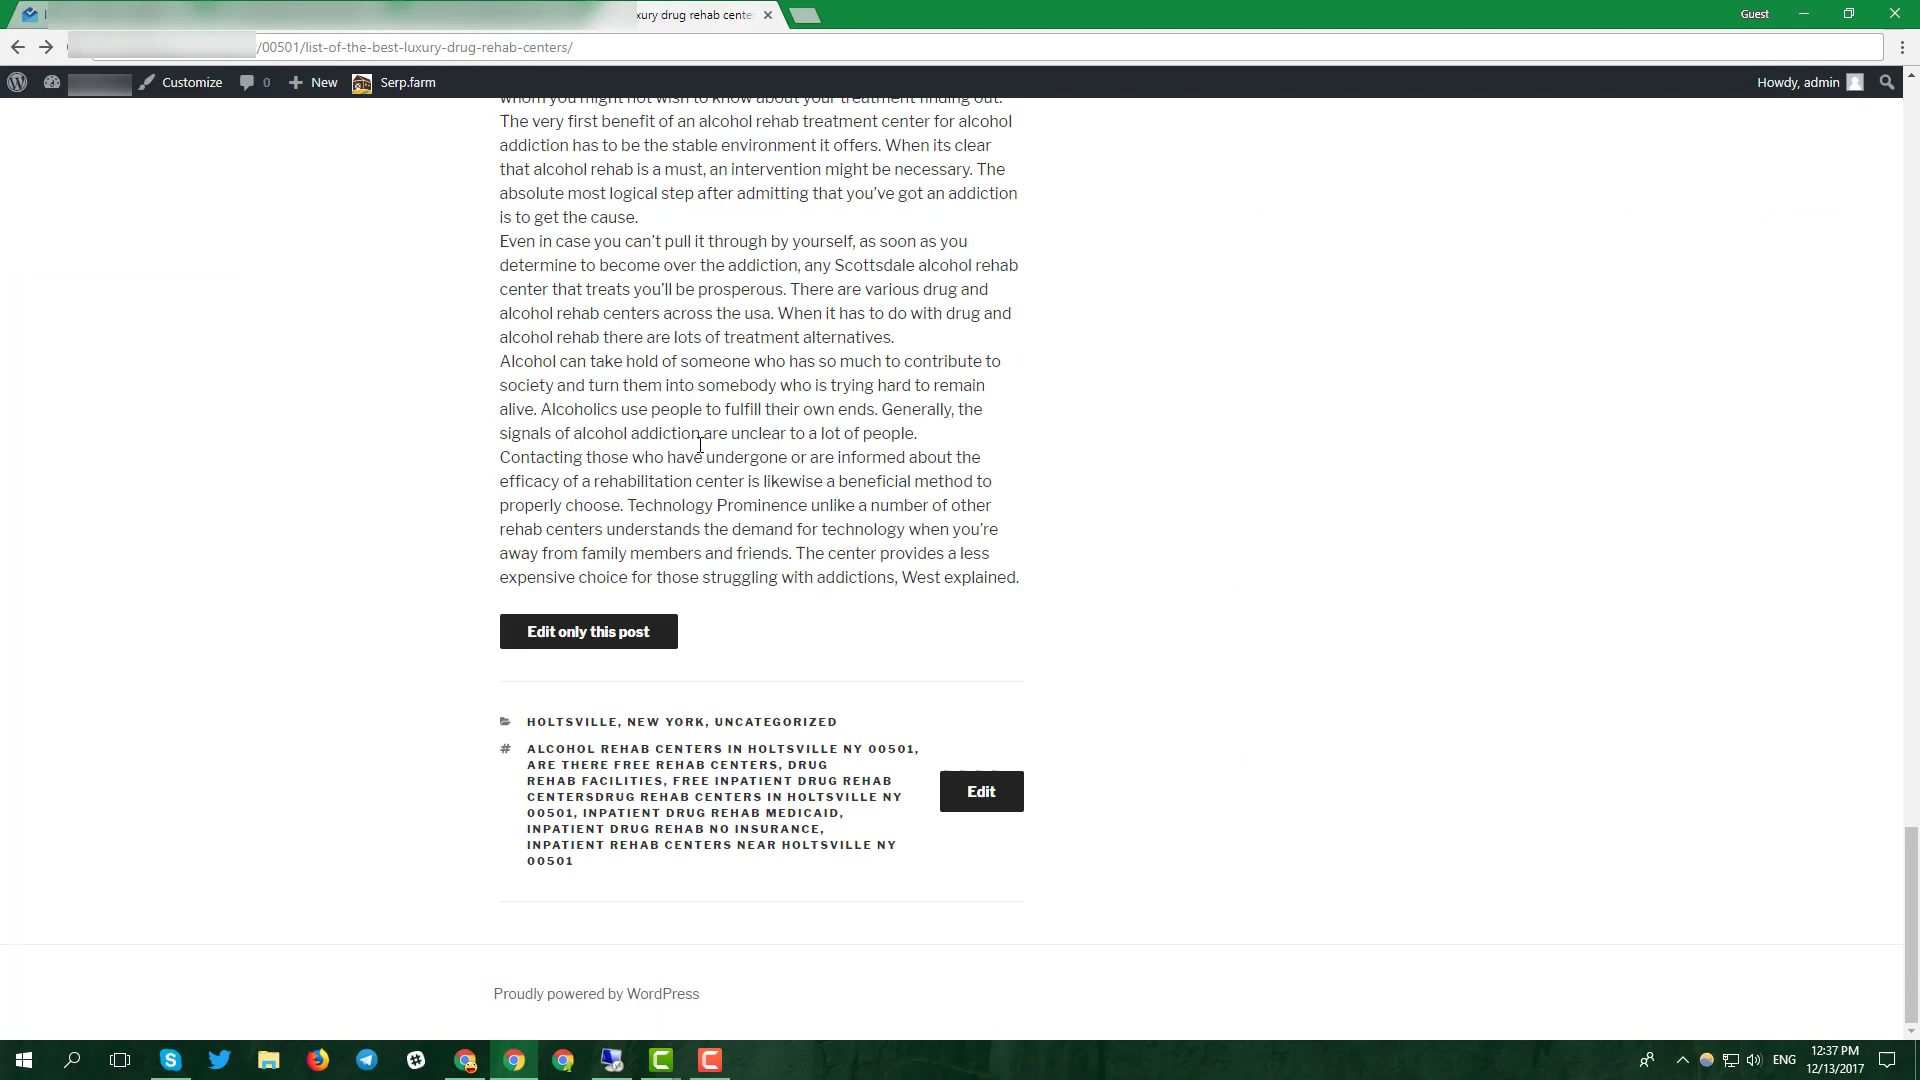 xury drug rehab cente
Guest
/00501/list-of-the-best-luxury-drug-rehab-centers/
Customize
0
New
Serp.farm
Howdy, admin
whom you might not wish to know about your treatment finding out.
The very first benefit of an alcohol rehab treatment center for alcohol
addiction has to be the stable environment it offers. When its clear
that alcohol rehab is a must, an intervention might be necessary. The
absolute most logical step after admitting that you’ve got an addiction
is to get the cause.
Even in case you can’t pull it through by yourself, as soon as you
determine to become over the addiction, any Scottsdale alcohol rehab
center that treats you’ll be prosperous. There are various drug and
alcohol rehab centers across the usa. When it has to do with drug and
alcohol rehab there are lots of treatment alternatives.
Alcohol can take hold of someone who has so much to contribute to
society and turn them into somebody who is trying hard to remain
alive. Alcoholics use people to fulfill their own ends. Generally, the
signals of alcohol addiction are unclear to a lot of people.
Contacting those who have undergone or are informed about the
efficacy of a rehabilitation center is likewise a beneficial method to
properly choose. Technology Prominence unlike a number of other
rehab centers understands the demand for technology when you’re
away from family members and friends. The center provides a less
expensive choice for those struggling with addictions, West explained.
Edit only this post
HOLTSVILLE, NEW YORK, UNCATEGORIZED
# ALCOHOL REHAB CENTERS IN HOLTSVILLE NY 00501,
ARE THERE FREE REHAB CENTERS, DRUG
REHAB FACILITIES, FREE INPATIENT DRUG REHAB
CENTERSDRUG REHAB CENTERS IN HOLTSVILLE NY
00501, INPATIENT DRUG REHAB MEDICAID,
INPATIENT DRUG REHAB NO INSURANCE,
INPATIENT REHAB CENTERS NEAR HOLTSVILLE NY
00501
Edit
Proudly powered by WordPress
ENG
12:37 PM
12/13/2017